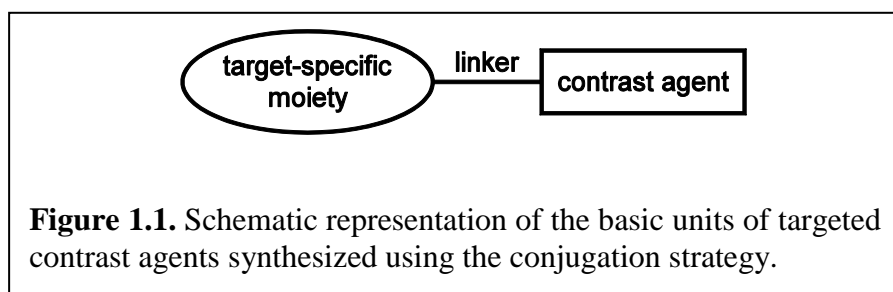 target-specific
moiety
linker
contrast agent
Figure 1.1. Schematic representation of the basic units of targeted
contrast agents synthesized using the conjugation strategy.